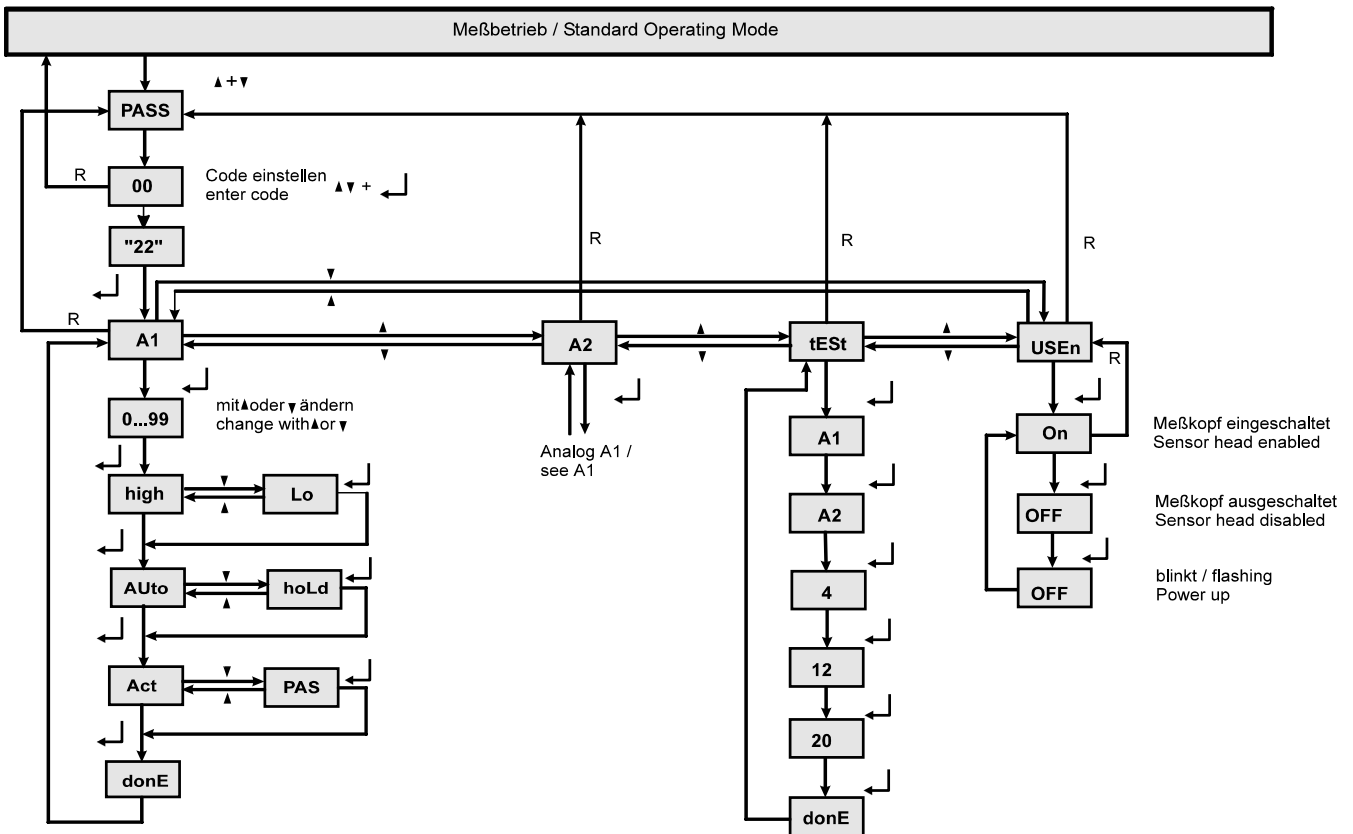 Meßbetrieb / Standard Operating Mode
▲+▼
PASS
R
00
Code einstellen
enter code
▲▼ +
"22"
R
R
R
▼
▲
R
A1
▲
▼
A2
▲
▼
tESt
▲
▼
USEn
R
0...99
mit▲oder ▼ ändern
change with▲or ▼
Analog A1 /
see A1
A1
On
Meßkopf eingeschaltet
Sensor head enabled
high
▼
▲
Lo
A2
OFF
Meßkopf ausgeschaltet
Sensor head disabled
AUto
▼
▲
hoLd
4
OFF
blinkt / flashing
Power up
Act
▼
▲
PAS
12
20
donE
donE